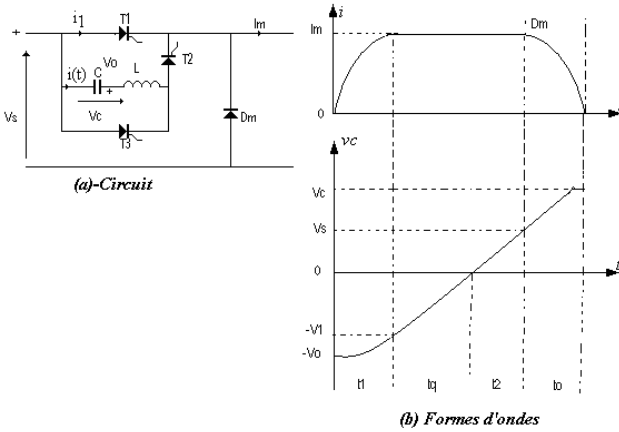 +
i1
T1
Im
T2
Vo
L
i(t)
C
+
Vs
Vc
Dm
T3
(a)-Circuit
i
Im
Dm
0
vc
Vc
Vs
0
t
-V1
-Vo
t1
tq
t2
to
(b) Formes d'ondes